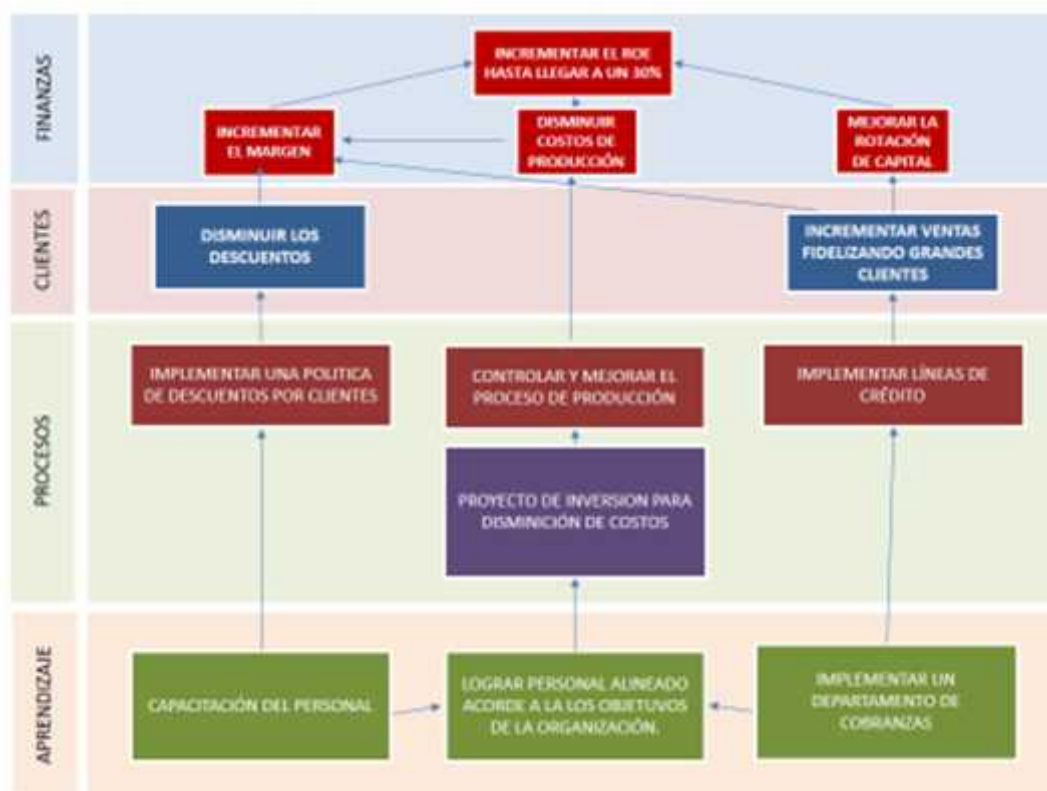 FINANZAS
INCREMENTAR EL ROE
HASTA LLEGAR A UN 30%
INCREMENTAR
EL MARGEN
DISMINUIR
COSTOS DE
PRODUCCIÓN
MEJORAR LA
ROTACIÓN
DE CAPITAL
CLIENTES
DISMINUIR LOS
DESCUENTOS
INCREMENTAR VENTAS
FIDELIZANDO GRANDES
CLIENTES
PROCESOS
IMPLEMENTAR UNA POLITICA
DE DESCUENTOS POR CLIENTES
CONTROLAR Y MEJORAR EL
PROCESO DE PRODUCCIÓN
IMPLEMENTAR LÍNEAS DE
CRÉDITO
PROYECTO DE INVERSION PARA
DISMINICIÓN DE COSTOS
APRENDIZAJE
CAPACITACIÓN DEL PERSONAL
LOGRAR PERSONAL ALINEADO
ACORDE A LA LOS OBJETUVOS
DE LA ORGANIZACIÓN.
IMPLEMENTAR UN
DEPARTAMENTO DE
COBRANZAS